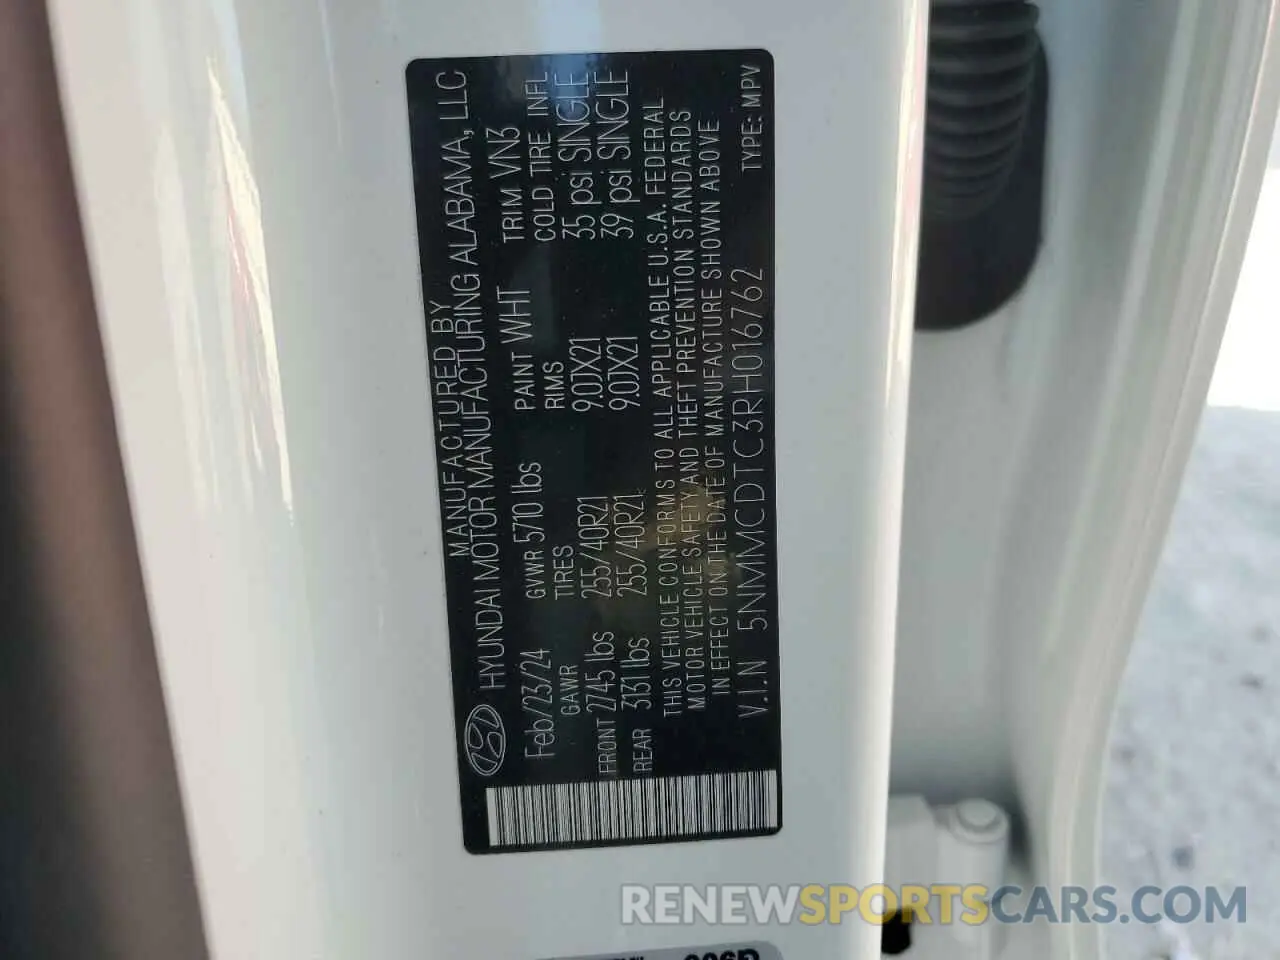 MANUFACTURED BY
HYUNDAI MOTOR MANUFACTURING ALABAMA, LLC
Feb/23/24 GVWR 5710 lbs PAINT WHT TRIM VN3
GAWR TIRES RIMS COLD TIRE INFL
FRONT 2745 lbs 255/40R21 9.0JX21 35 psi SINGLE
REAR 3131 lbs 255/40R21 9.0JX21 39 psi SINGLE
THIS VEHICLE CONFORMS TO ALL APPLICABLE U.S.A. FEDERAL
MOTOR VEHICLE SAFETY AND THEFT PREVENTION STANDARDS
IN EFFECT ON THE DATE OF MANUFACTURE SHOWN ABOVE
V.I.N 5NMMCDTC3RH016762 TYPE: MPV
RENEWSPORTSCARS.COM